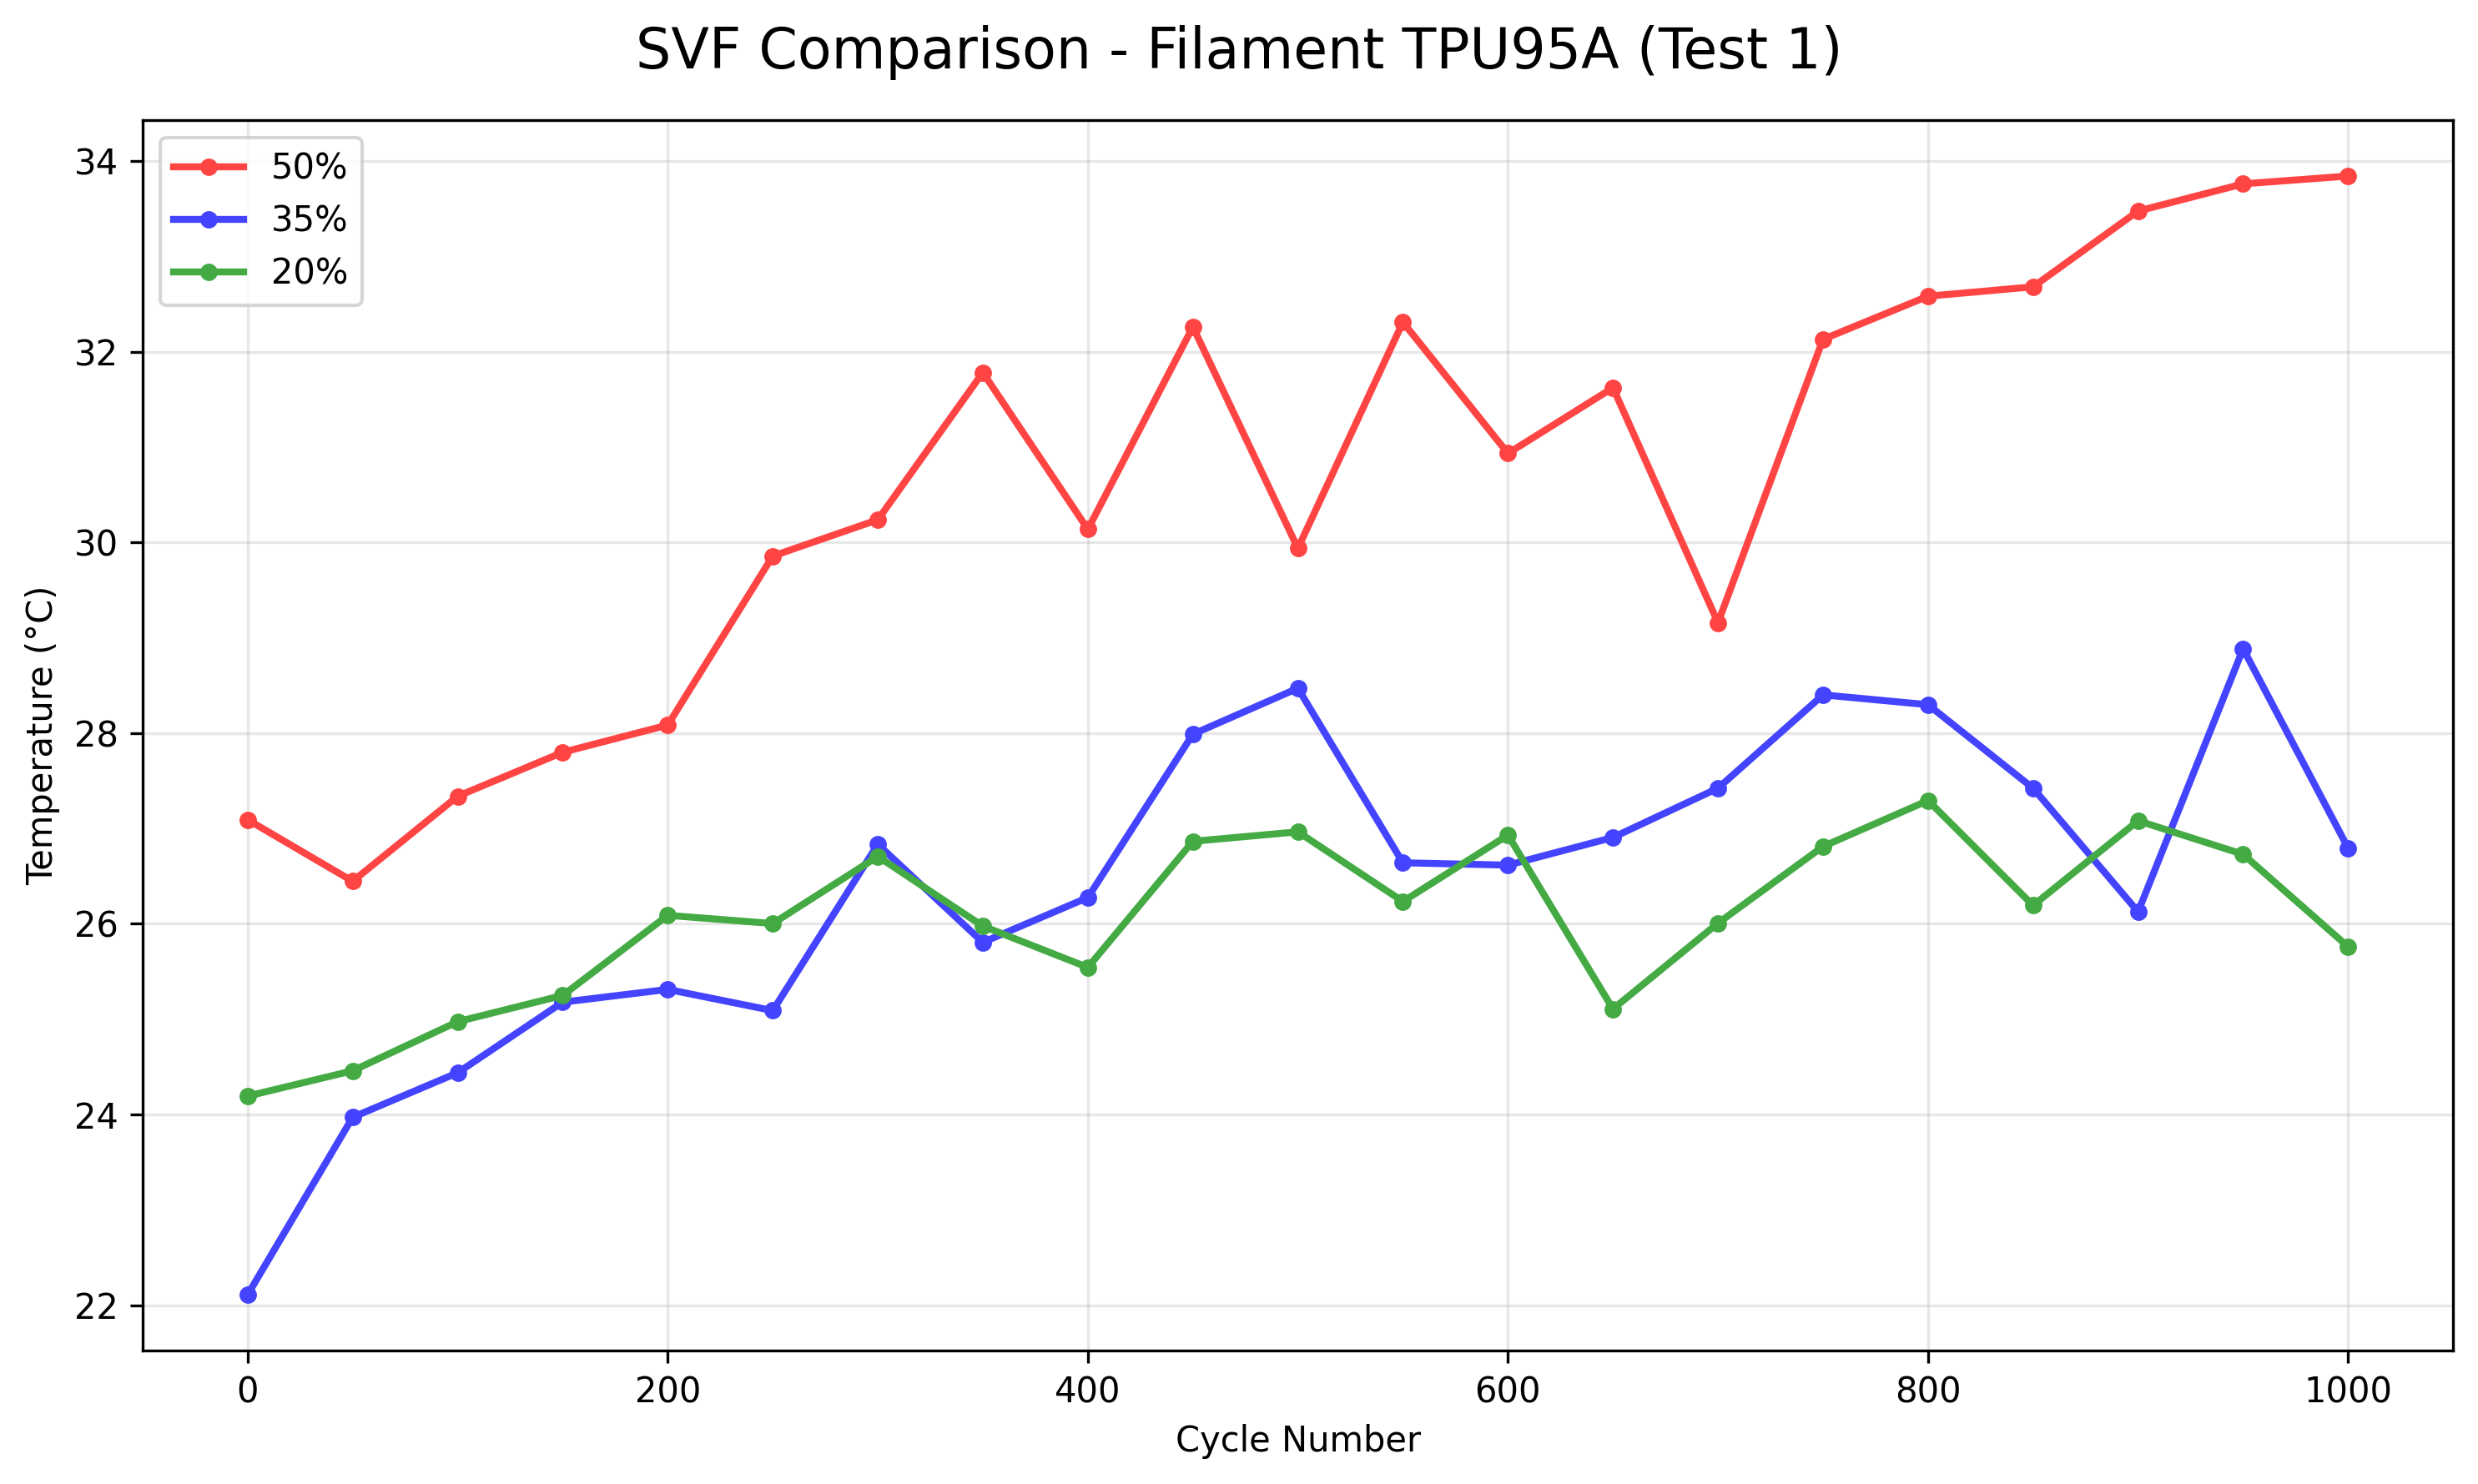 SVF Comparison - Filament TPU95A (Test 1)
50%
35%
20%
Temperature (°C)
34
32
30
28
26
24
22
0 200 400 600 800 1000
Cycle Number